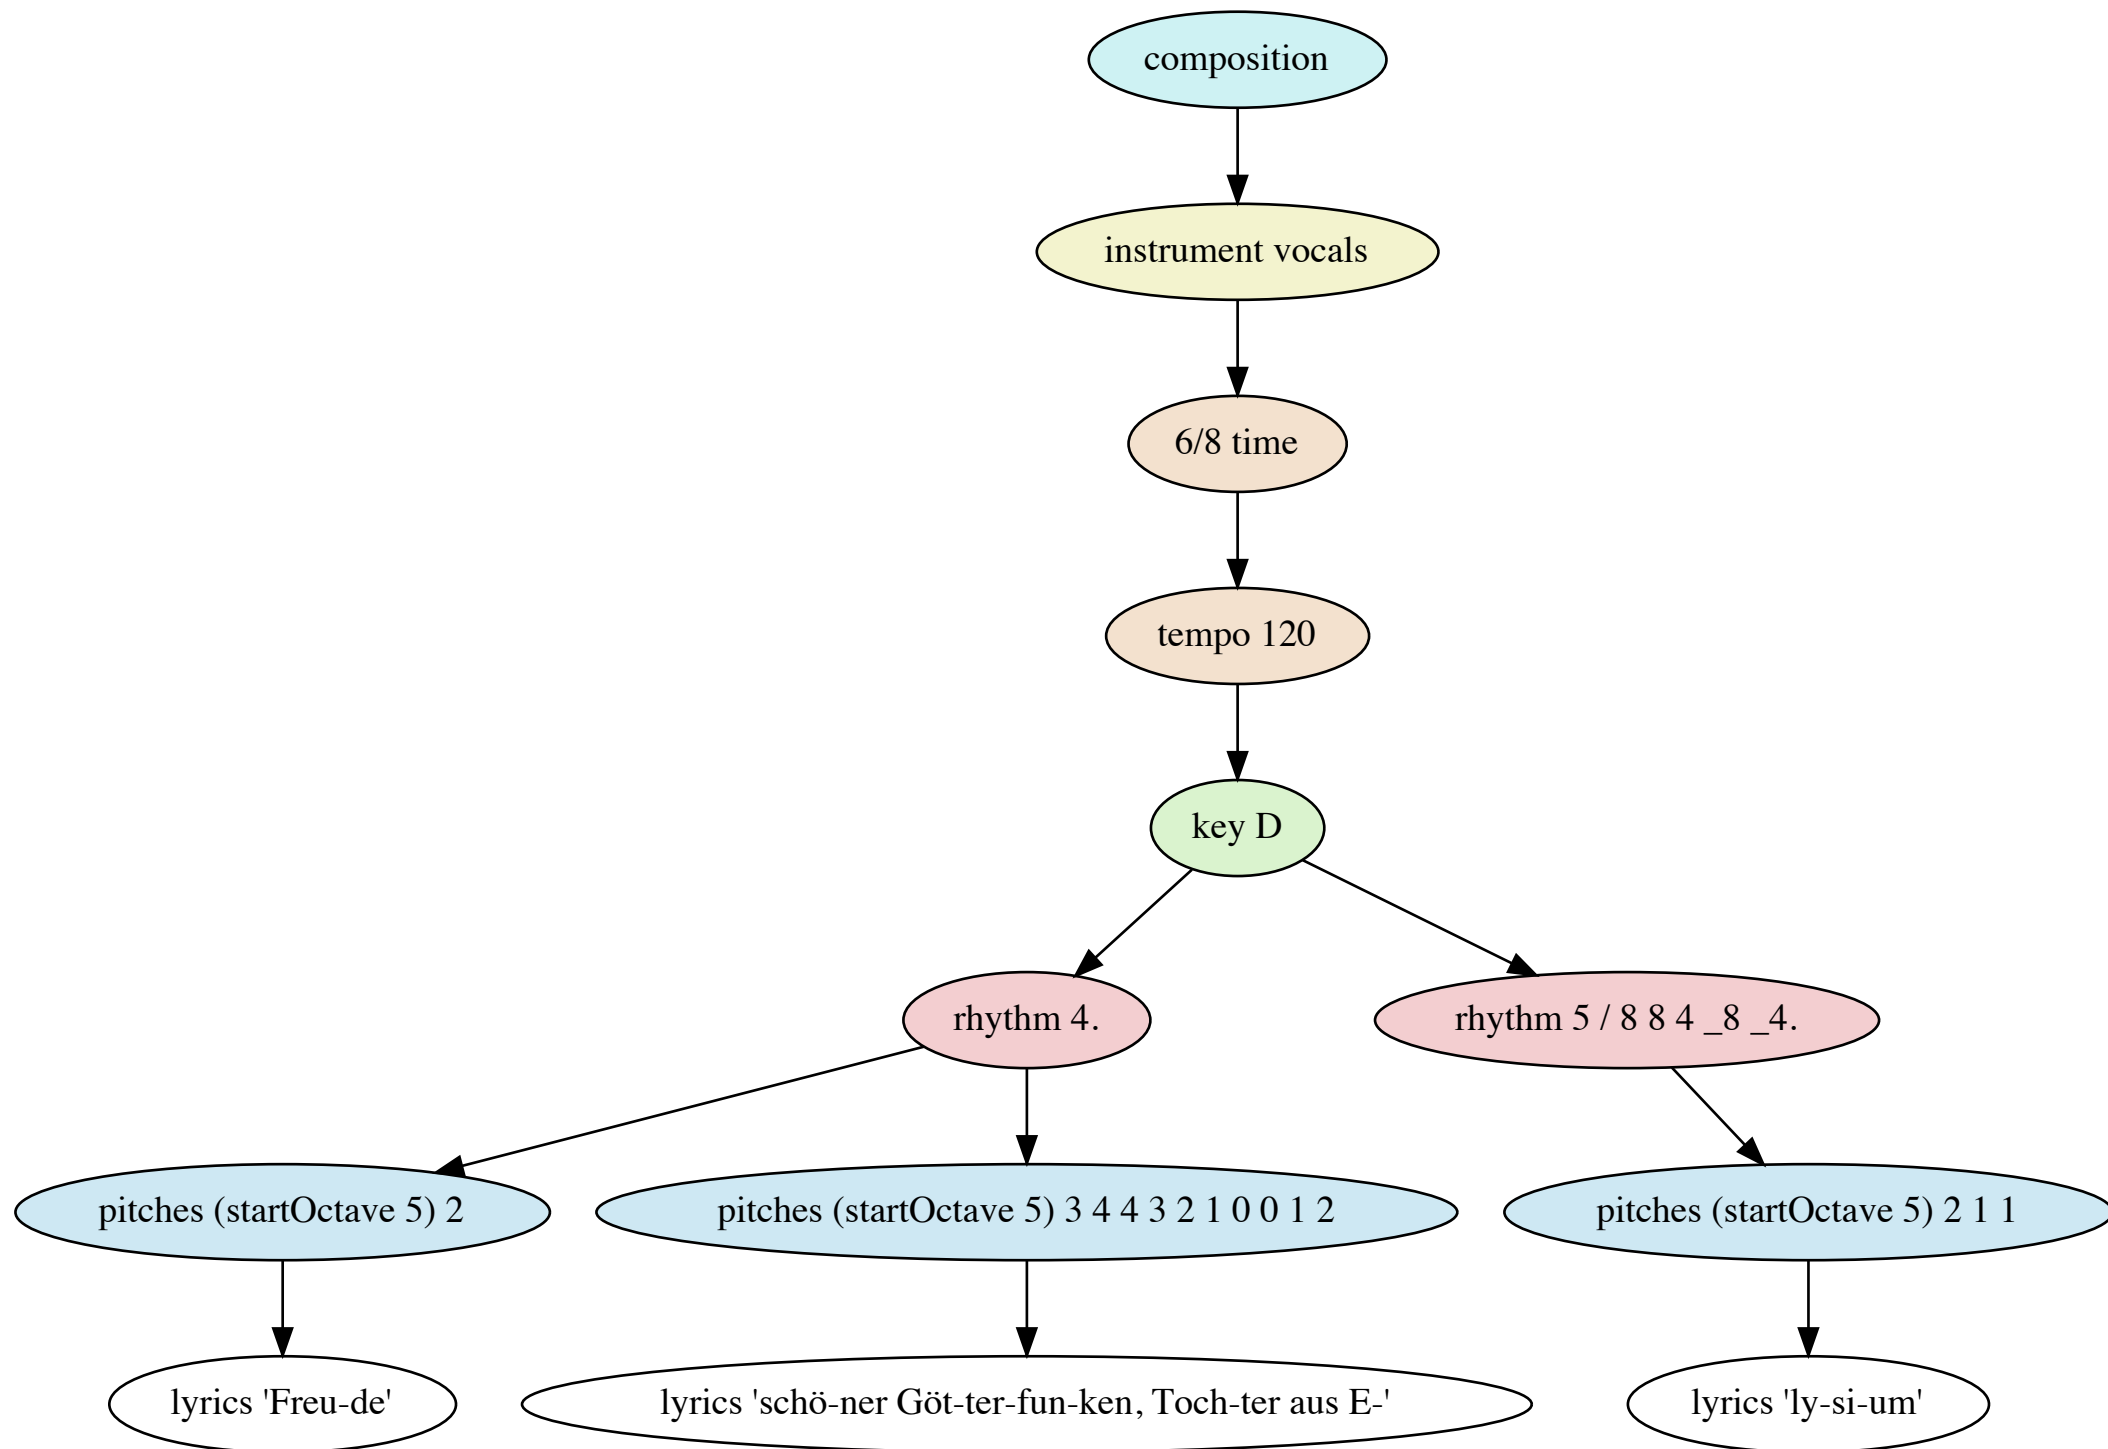 composition
instrument vocals
6/8 time
tempo 120
key D
rhythm 4.
rhythm 5 / 8 8 4 _8 _4.
pitches (startOctave 5) 2
pitches (startOctave 5) 3 4 4 3 2 1 0 0 1 2
pitches (startOctave 5) 2 1 1
lyrics 'Freu-de'
lyrics 'schö-ner Göt-ter-fun-ken, Toch-ter aus E-'
lyrics 'ly-si-um'